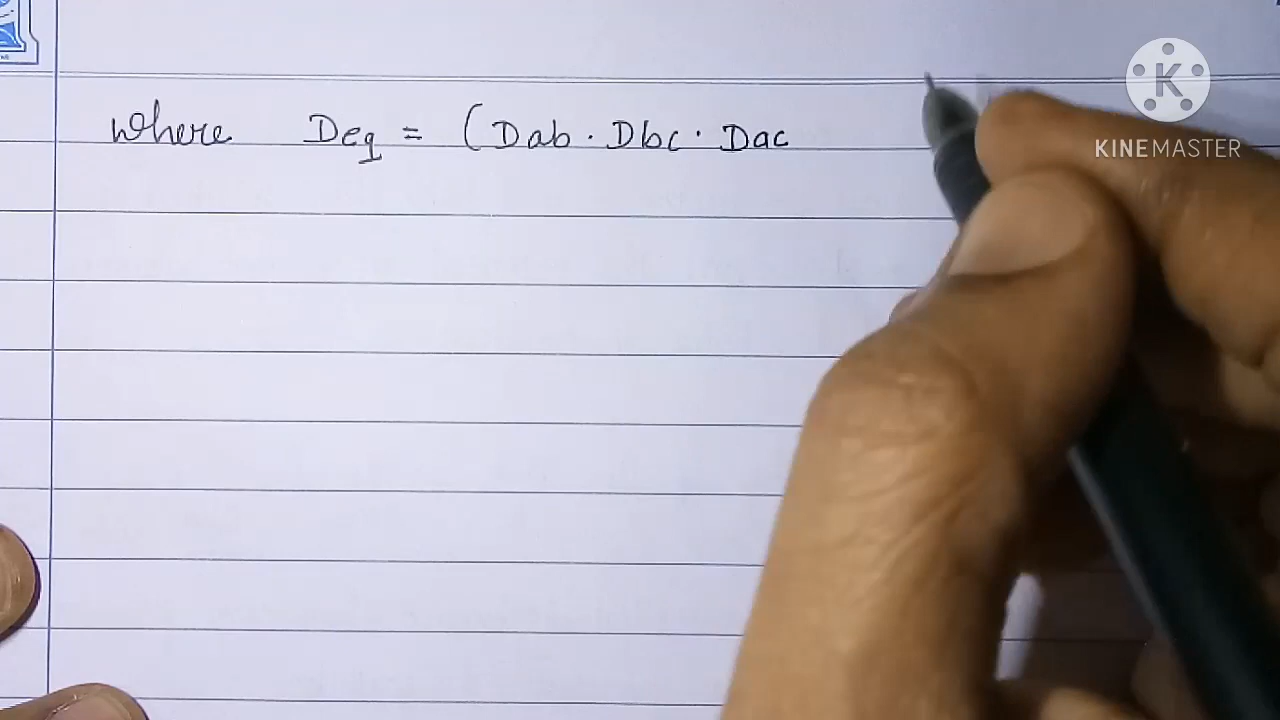 where Deq = (Dab · Dbc · Dac
KINEMASTER